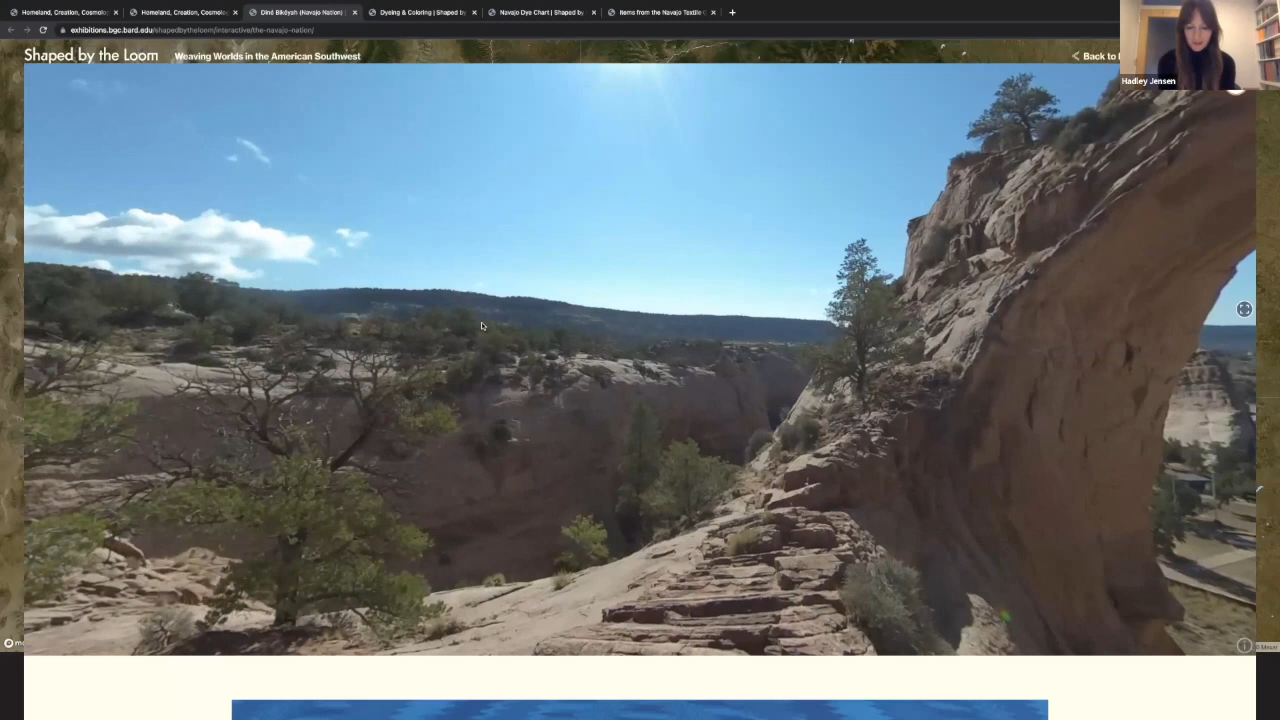 Homeland, Creation, Cosmolo
Homeland, Creation, Cosmolo
Diné Bikéyah (Navajo Nation) |
Dyeing & Coloring | Shaped by
Navajo Dye Chart | Shaped by
Items from the Navajo Textile C
exhibitions.bgc.bard.edu/shapedbytheloom/interactive/the-navajo-nation/
Shaped by the Loom
Weaving Worlds in the American Southwest
Back to
Hadley Jensen